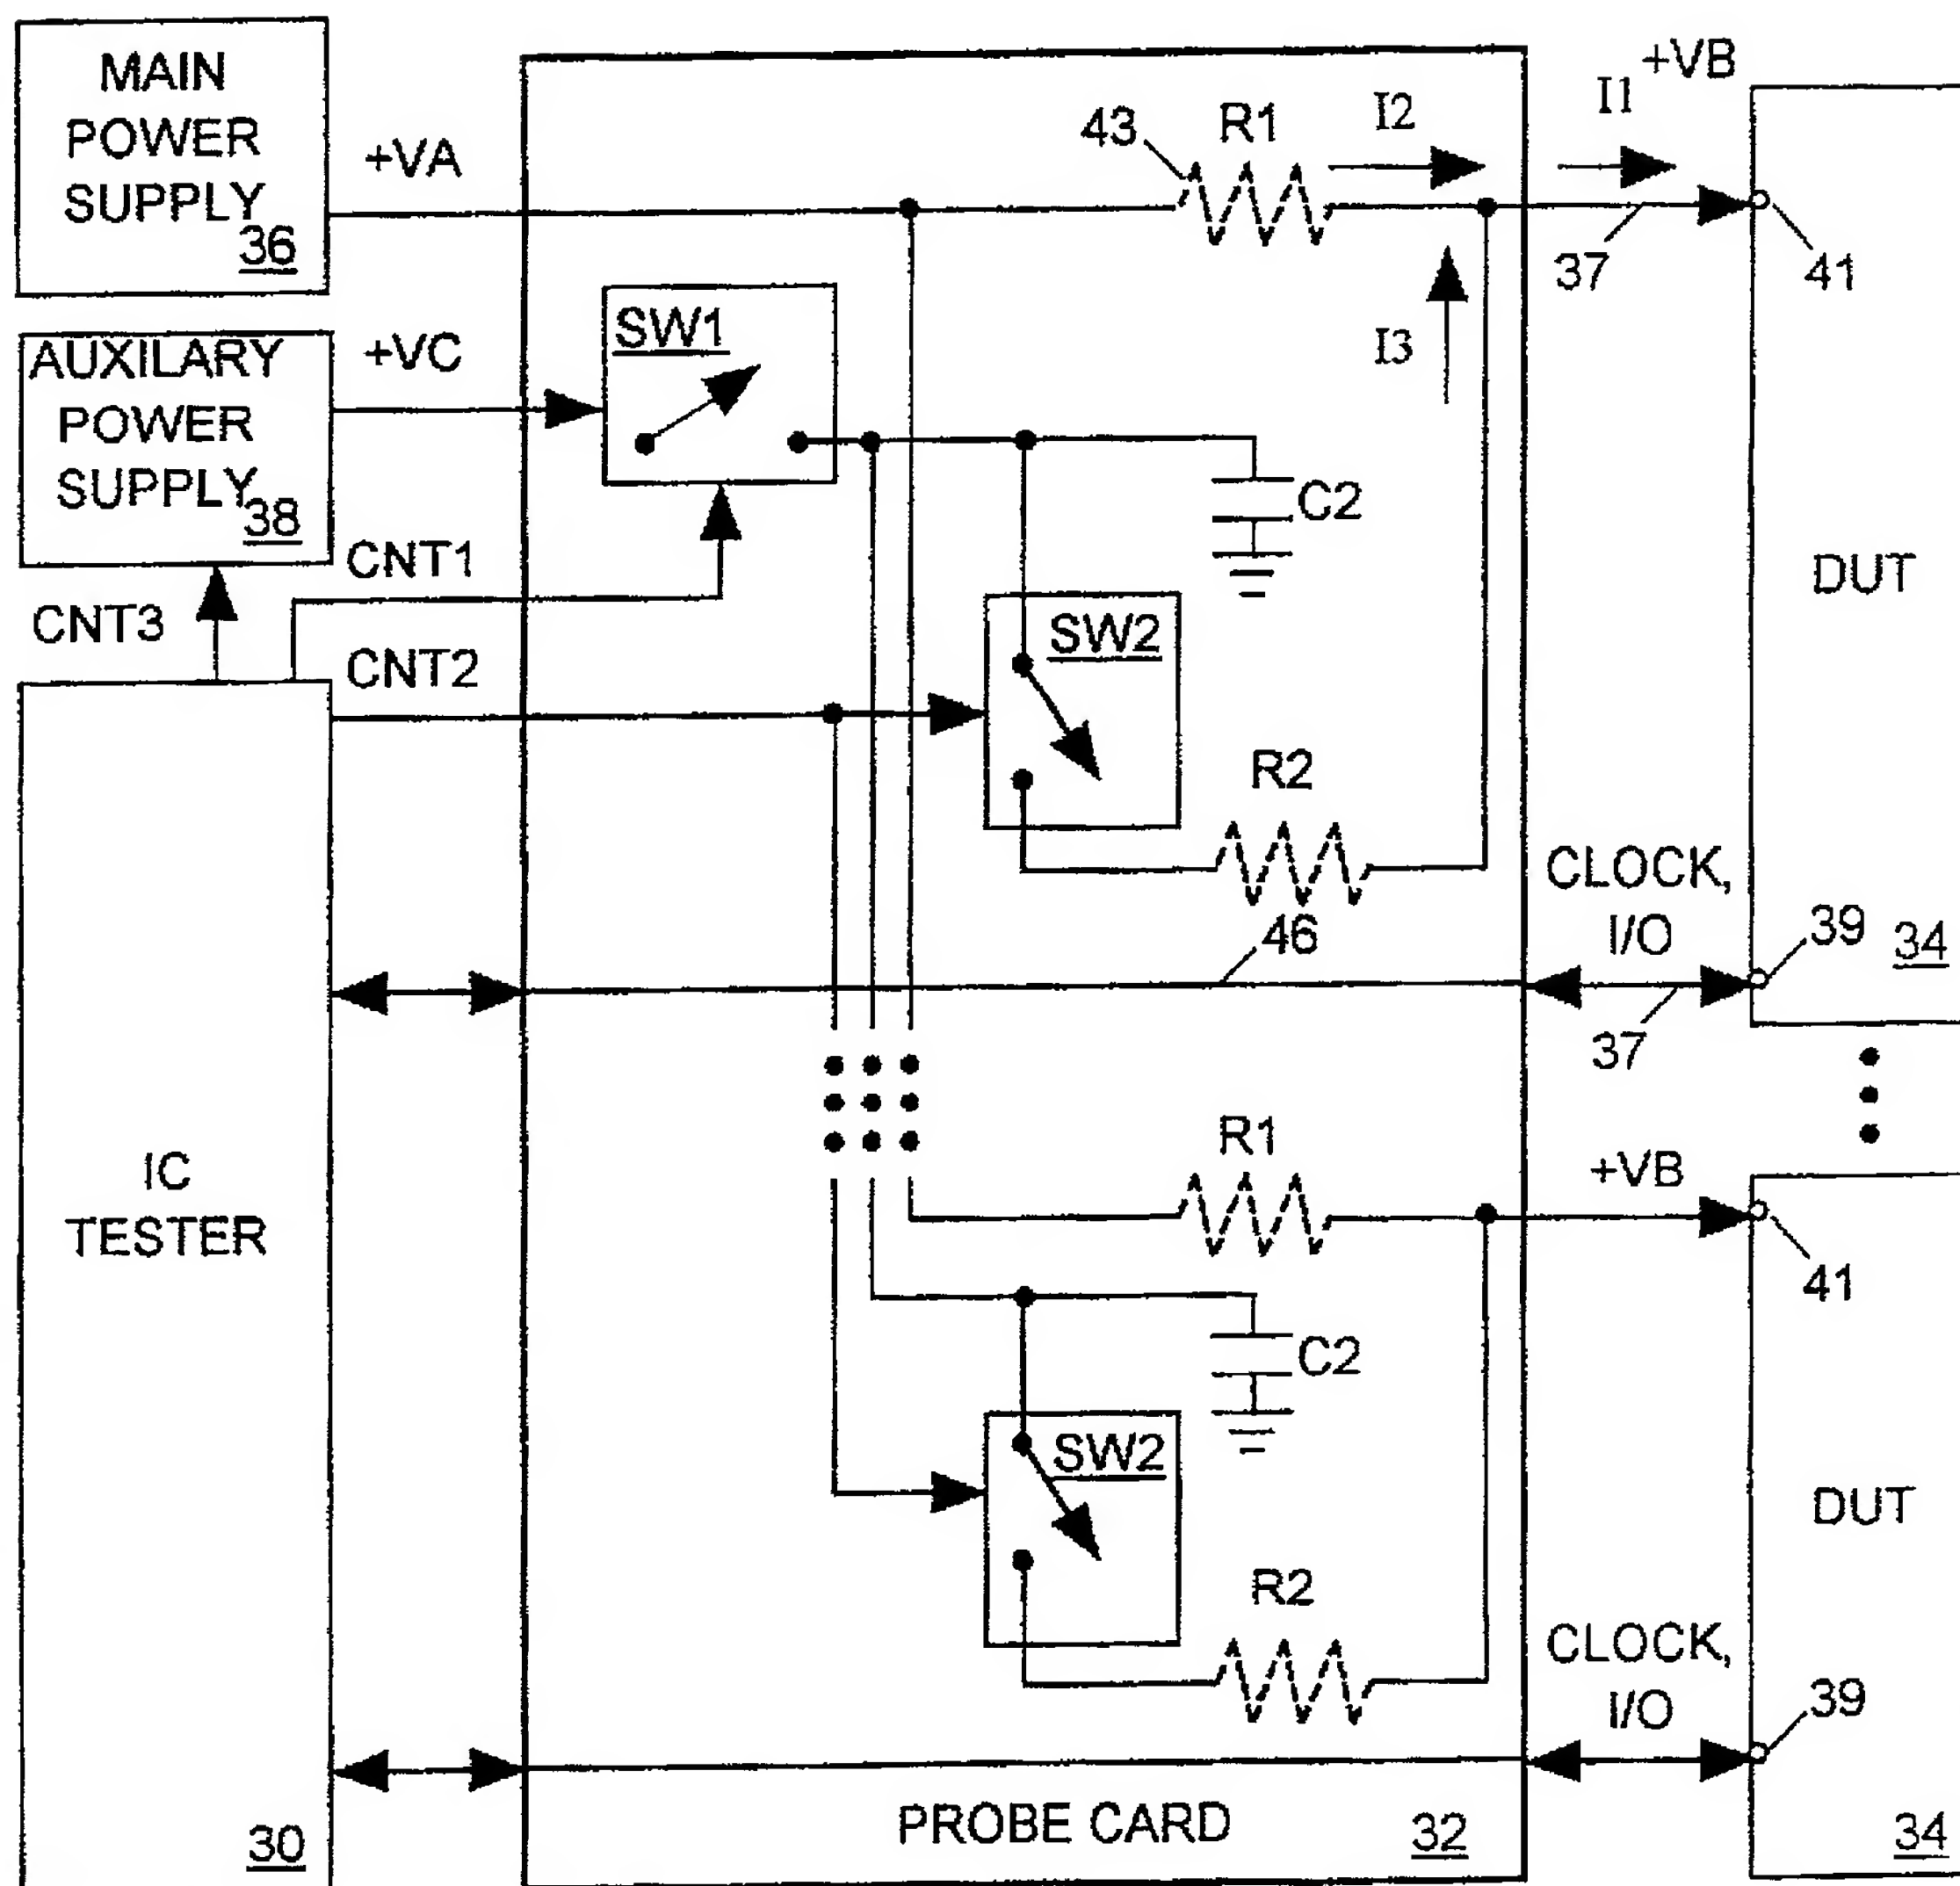 MAIN
POWER
SUPPLY
36
+VA
43
R1
I2
I1
+VB
37
41
AUXILARY
POWER
SUPPLY
38
+VC
SW1
I3
C2
DUT
CNT1
CNT3
CNT2
SW2
R2
CLOCK,
I/O
46
39
34
37
IC
TESTER
R1
+VB
41
C2
SW2
DUT
R2
CLOCK,
I/O
39
PROBE CARD
32
30
34